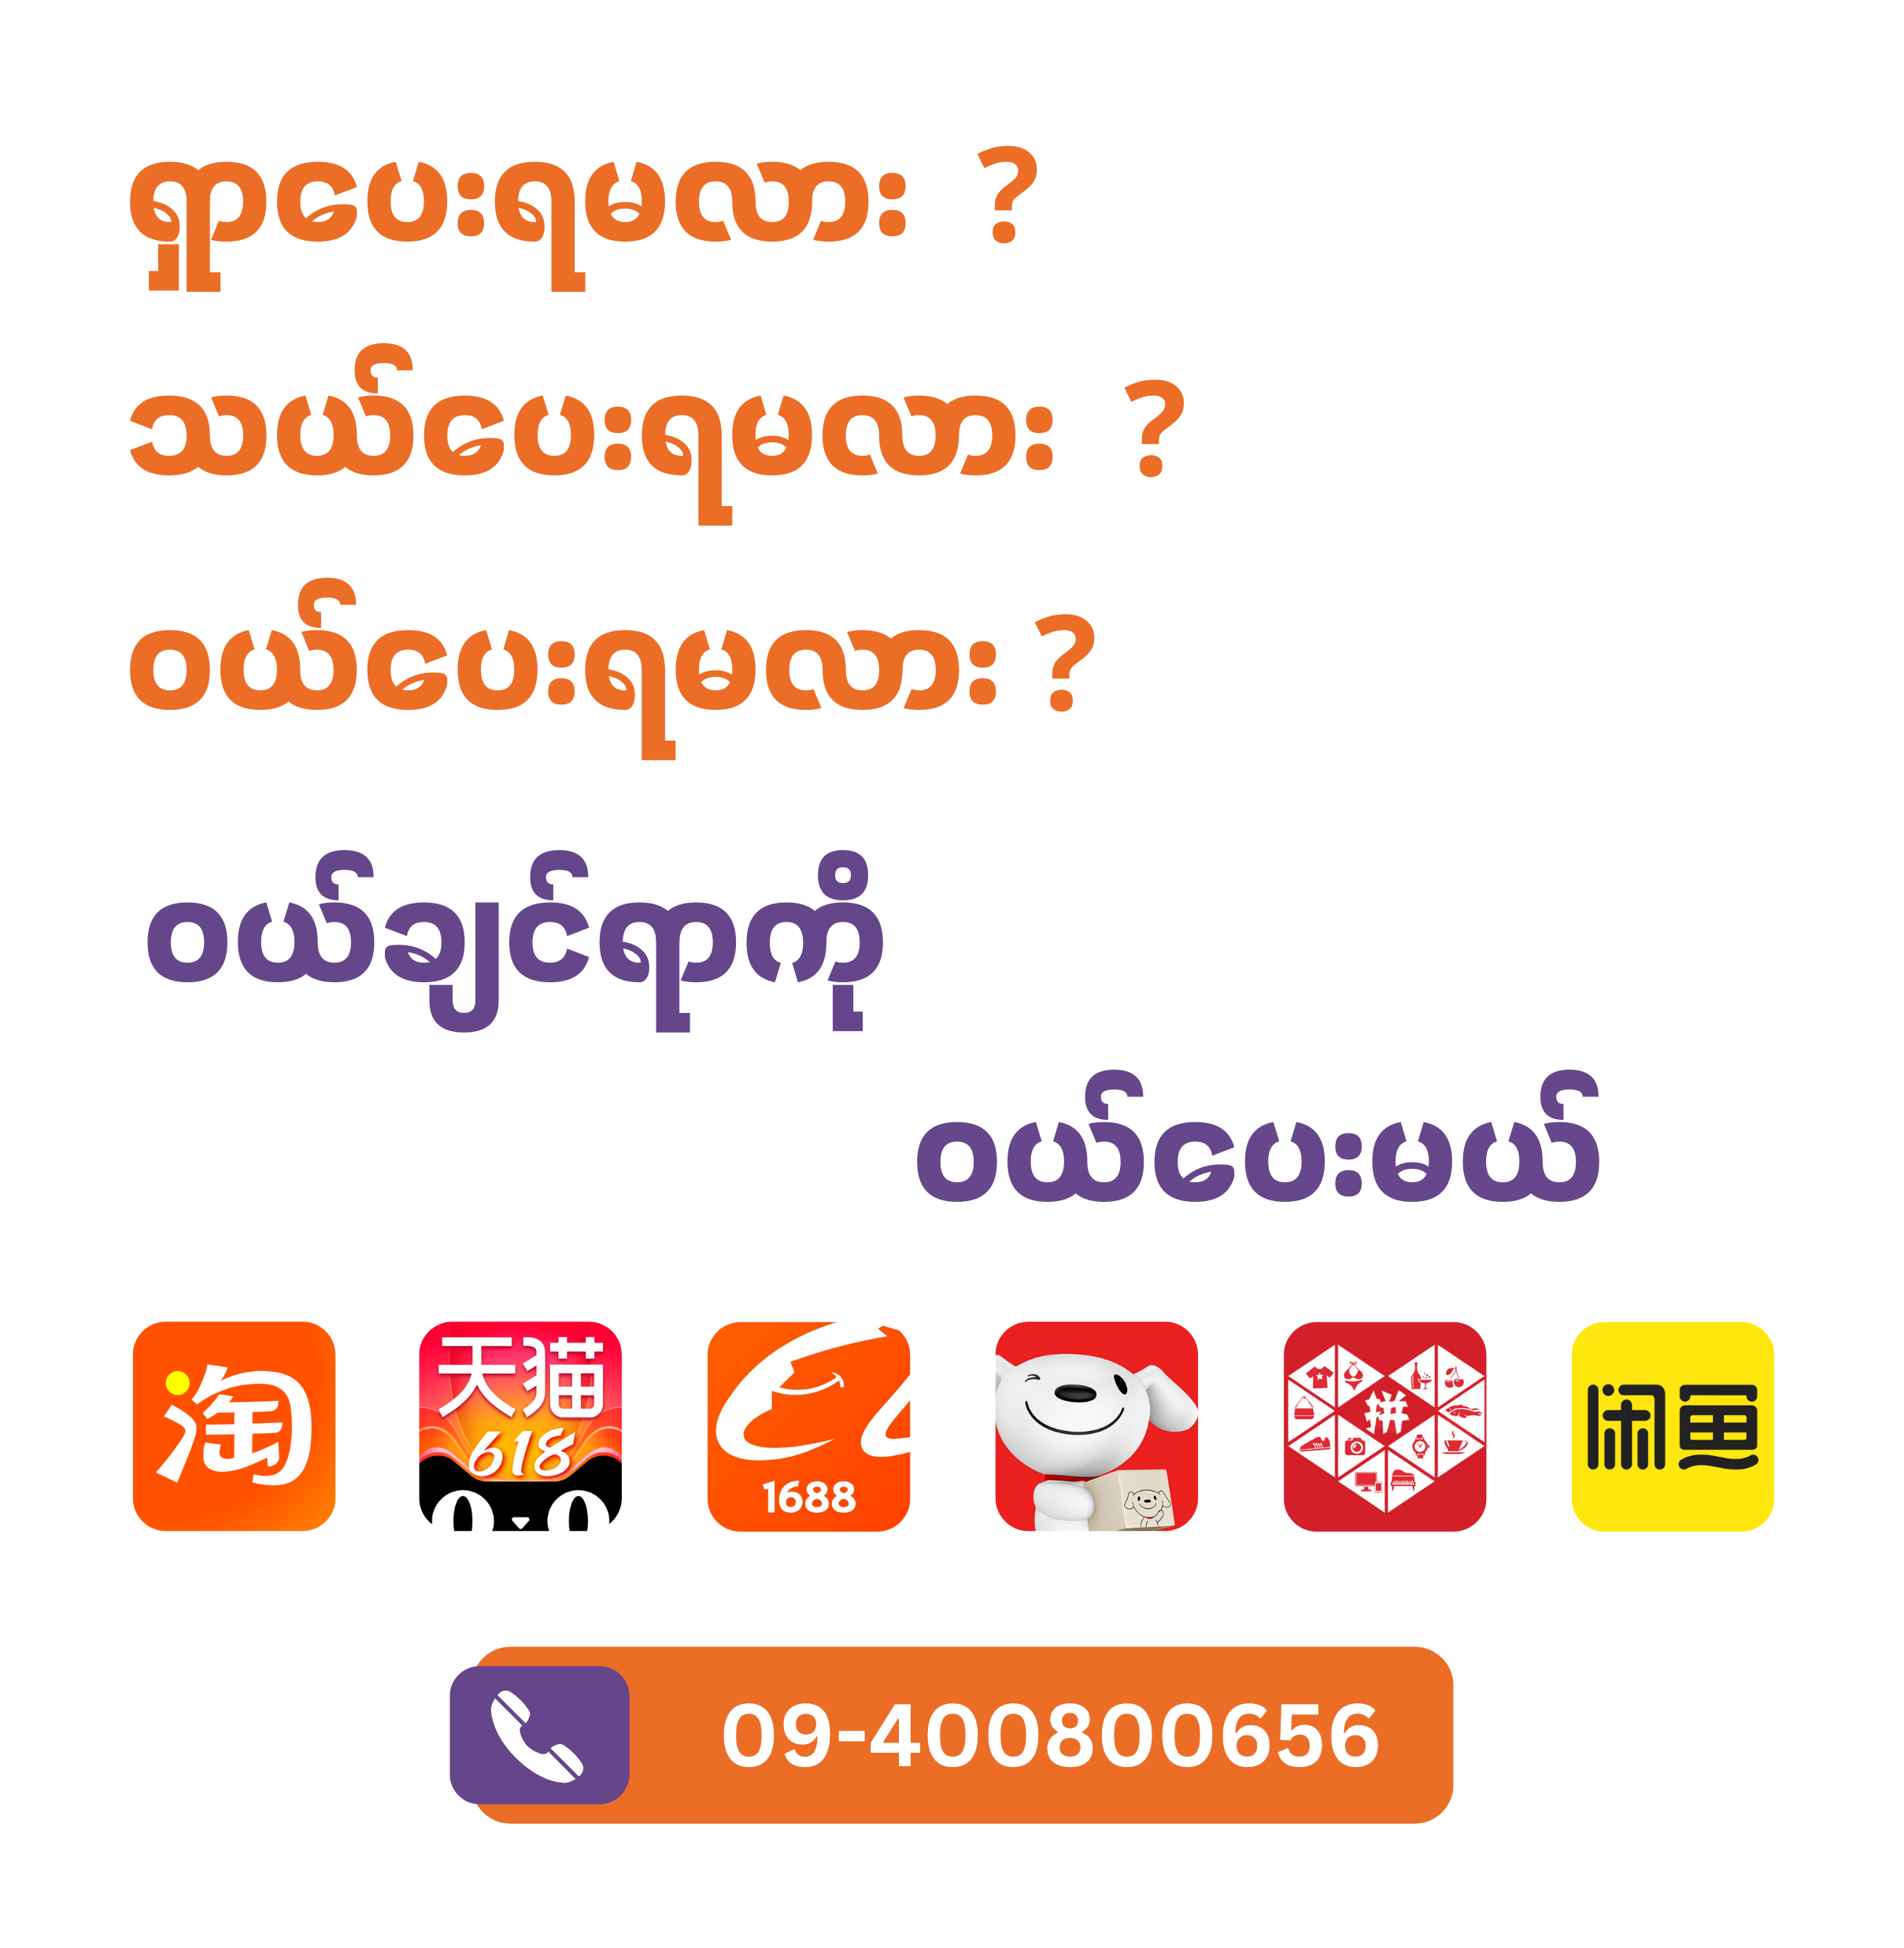 ရှာပေးရမလား ?
သယ်ပေးရမလား ?
ဝယ်ပေးရမလား ?
ဝယ်ချင်ရာကို
ဝယ်ပေးမယ်
淘
天猫
618
1688
拼
闲鱼
09-400800656